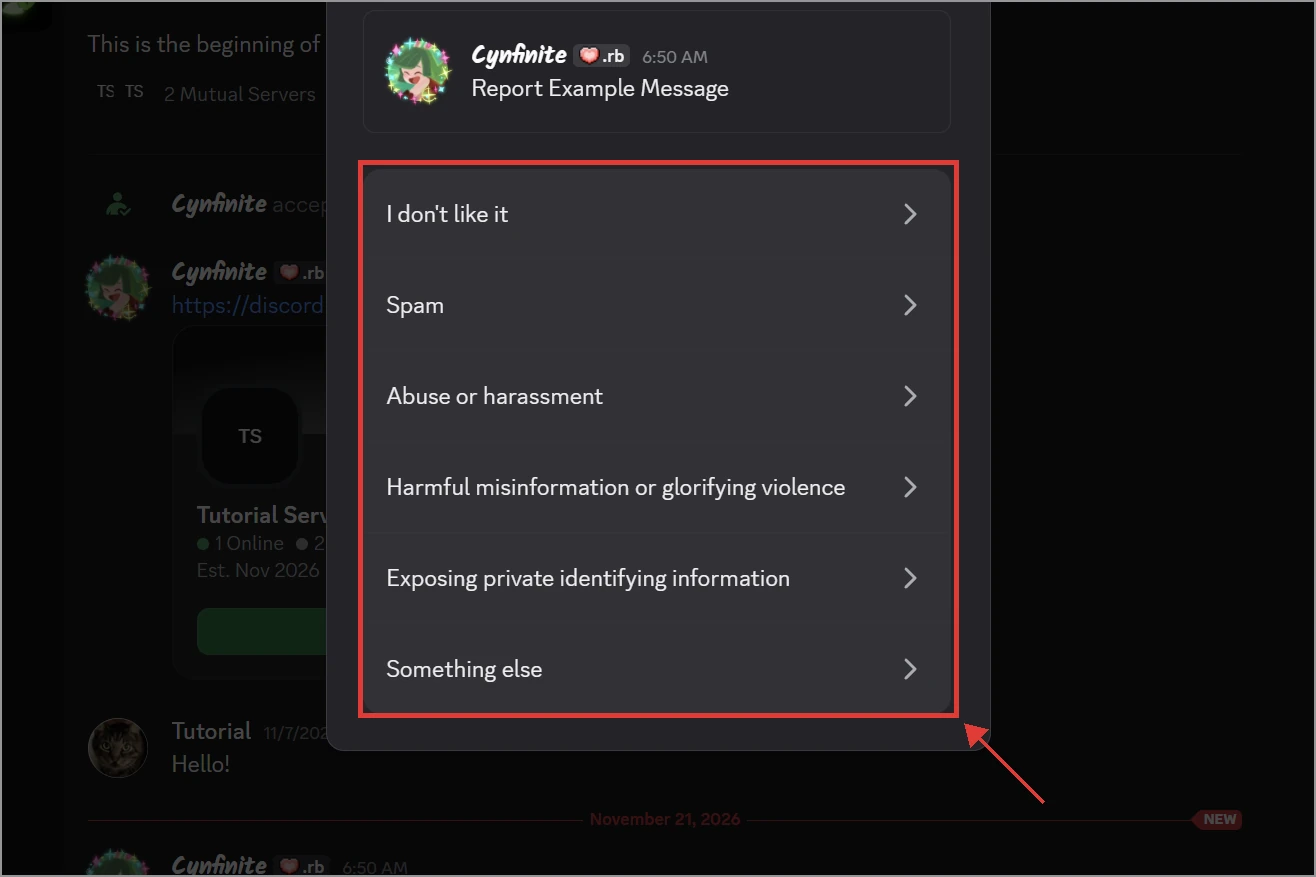 This is the beginning of
TS TS 2 Mutual Servers
Cynfinite accep
Cynfinite .rb
https://discord
TS
Tutorial Serv
1 Online 2
Est. Nov 2026
Cynfinite .rb 6:50 AM
Report Example Message
I don't like it
Spam
Abuse or harassment
Harmful misinformation or glorifying violence
Exposing private identifying information
Something else
Tutorial 11/7/202
Hello!
November 21, 2026 NEW
Cynfinite .rb 6:50 AM